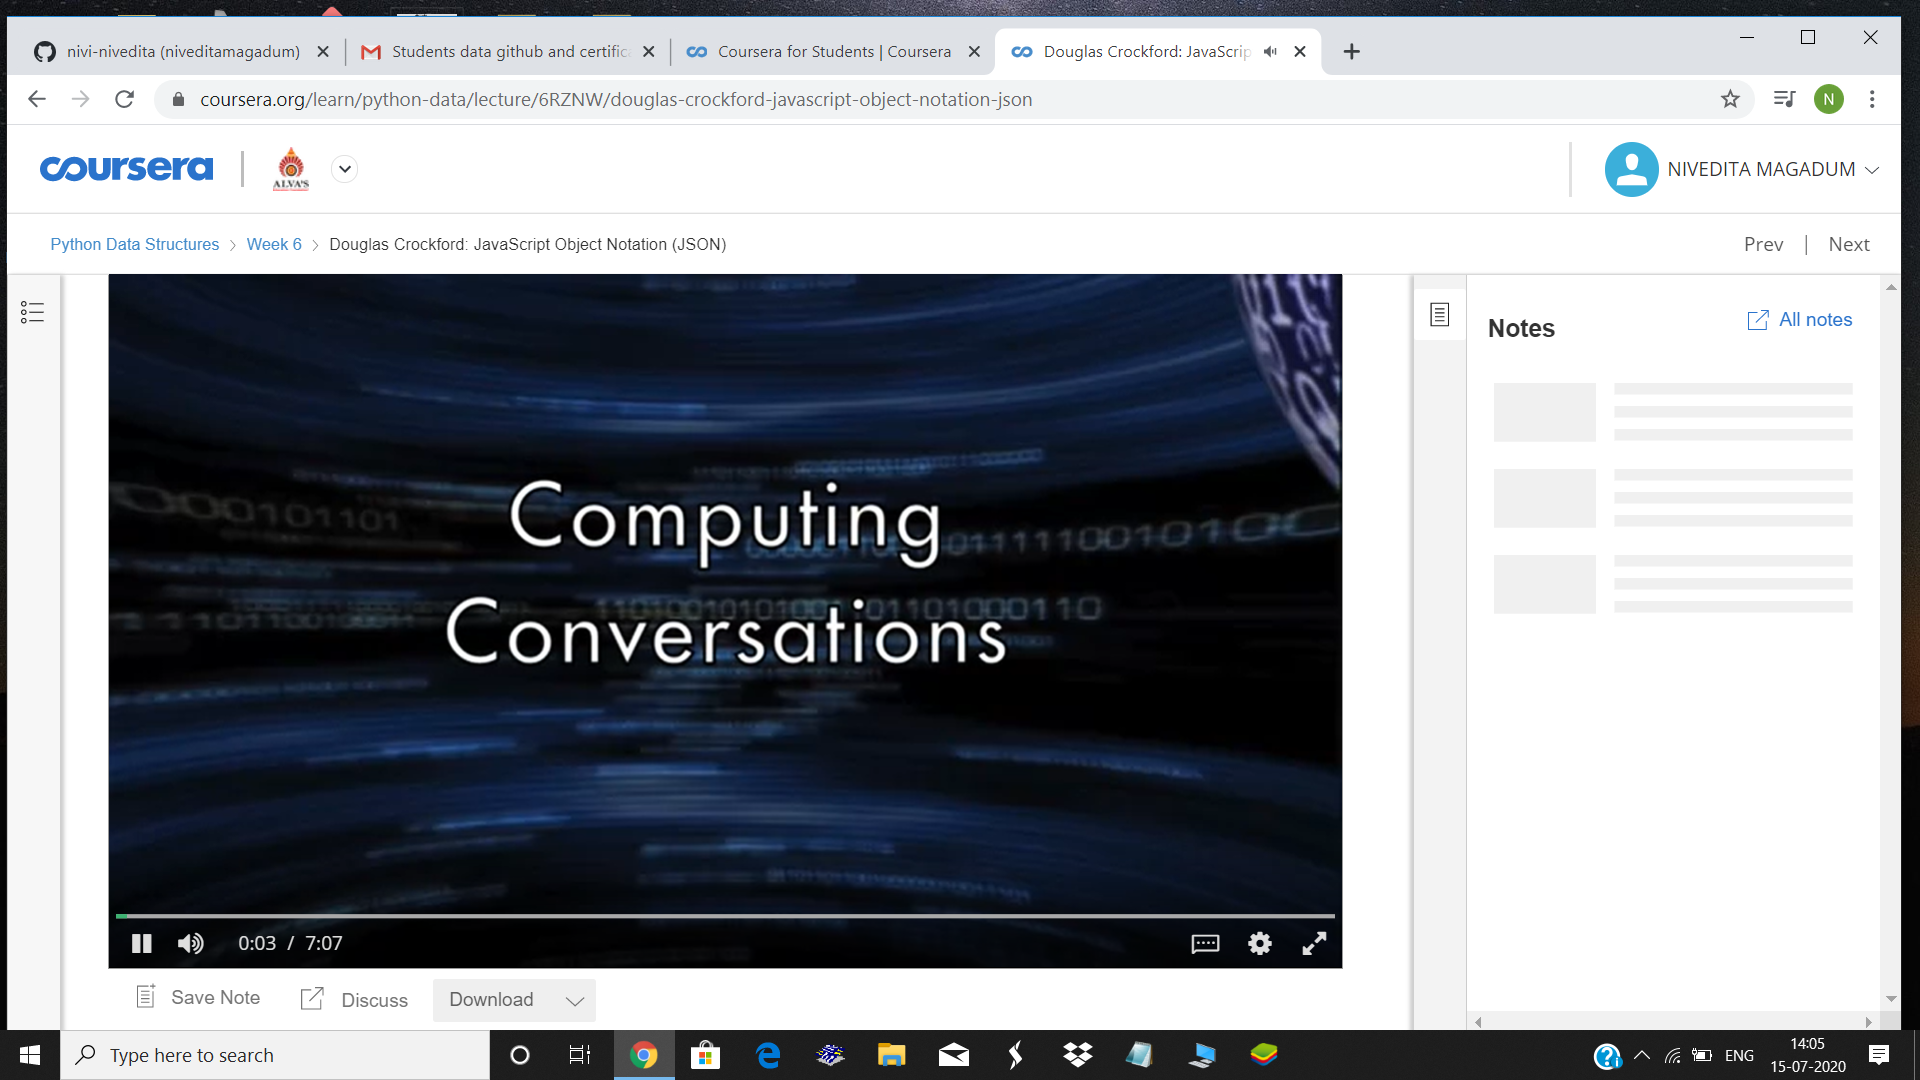 nivi-nivedita (niveditamagadum)
Students data github and certific
Coursera for Students | Coursera
Douglas Crockford: JavaScrip
coursera.org/learn/python-data/lecture/6RZNW/douglas-crockford-javascript-object-notation-json
N
coursera
ALVA'S
NIVEDITA MAGADUM
Python Data Structures > Week 6 > Douglas Crockford: JavaScript Object Notation (JSON)
Prev | Next
Notes
All notes
Computing
Conversations
0:03 / 7:07
Save Note
Discuss
Download
Type here to search
ENG
14:05
15-07-2020